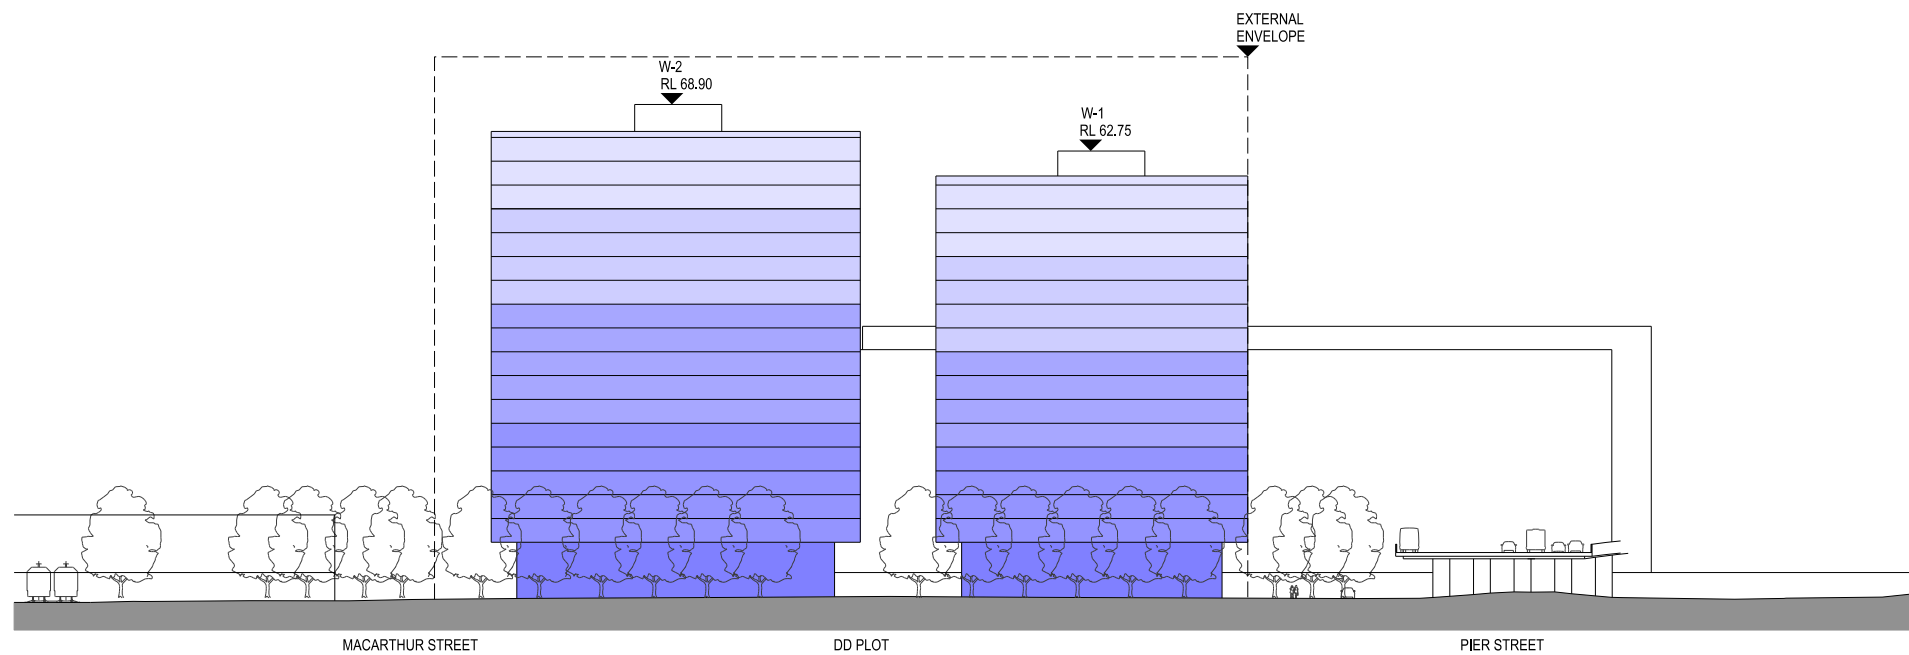 EXTERNAL
ENVELOPE
W-2
RL 68.90
W-1
RL 62.75
MACARTHUR STREET
DD PLOT
PIER STREET